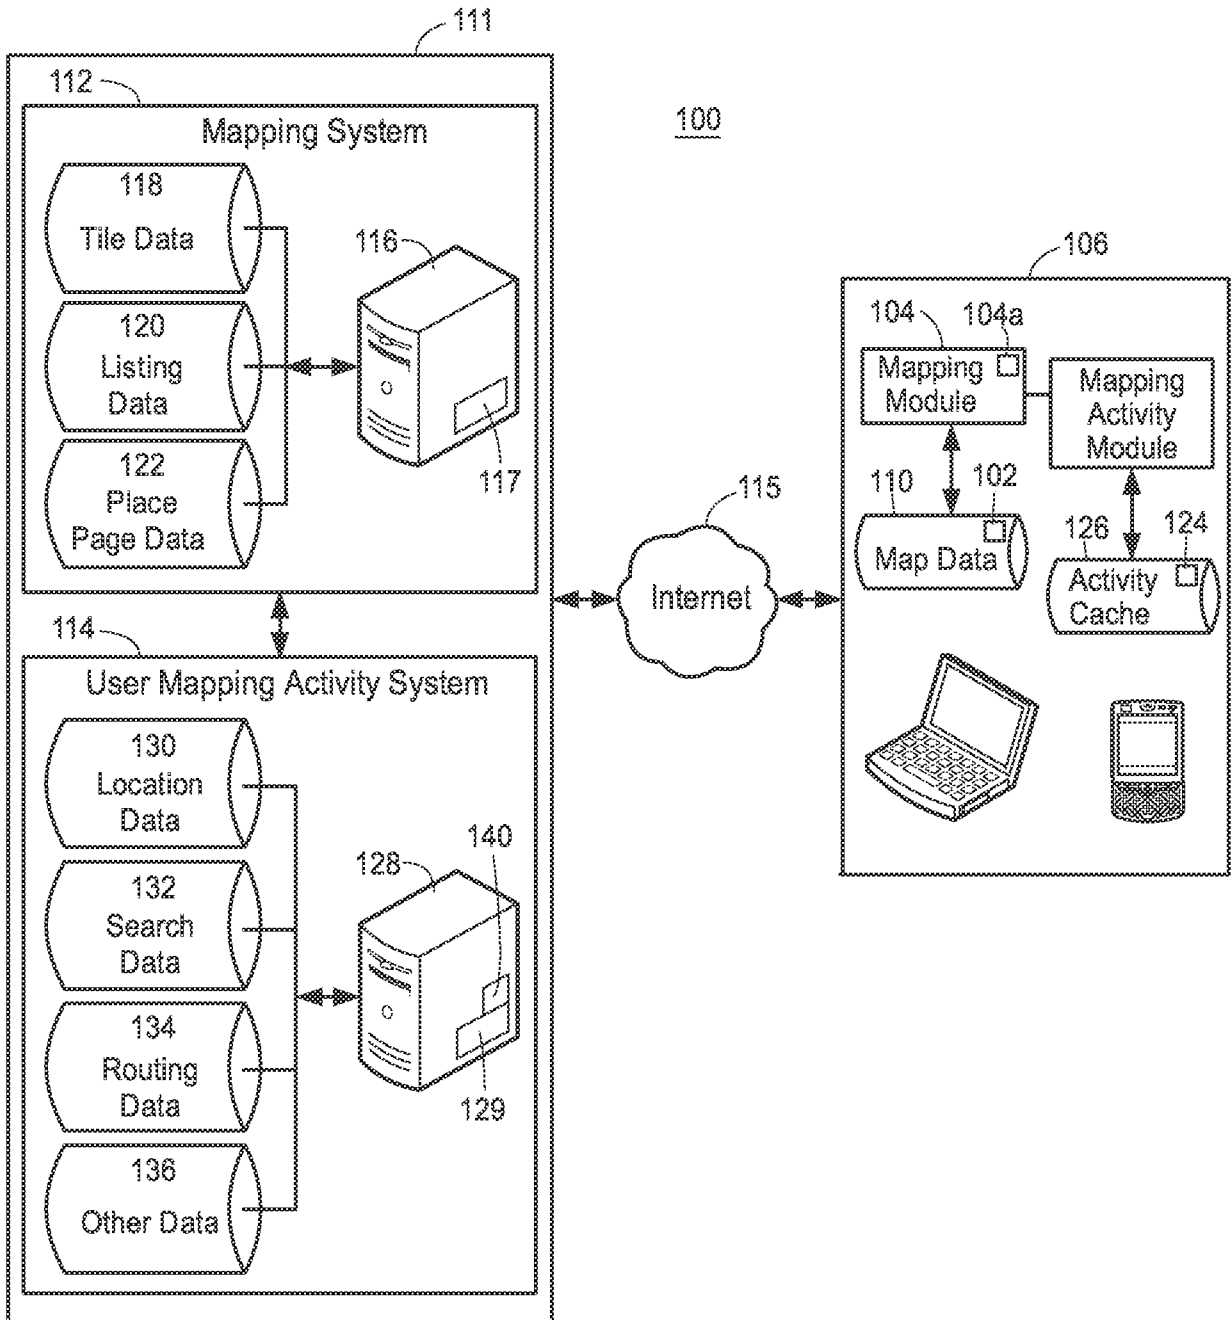 111
112
100
Mapping System
118
Tile Data
116
120
Listing
Data
122
Place
Page Data
117
115
Internet
106
104
104a
Mapping
Module
Mapping
Activity
Module
110
102
Map Data
126
124
Activity
Cache
114
User Mapping Activity System
130
Location
Data
132
Search
Data
128
140
134
Routing
Data
129
136
Other Data